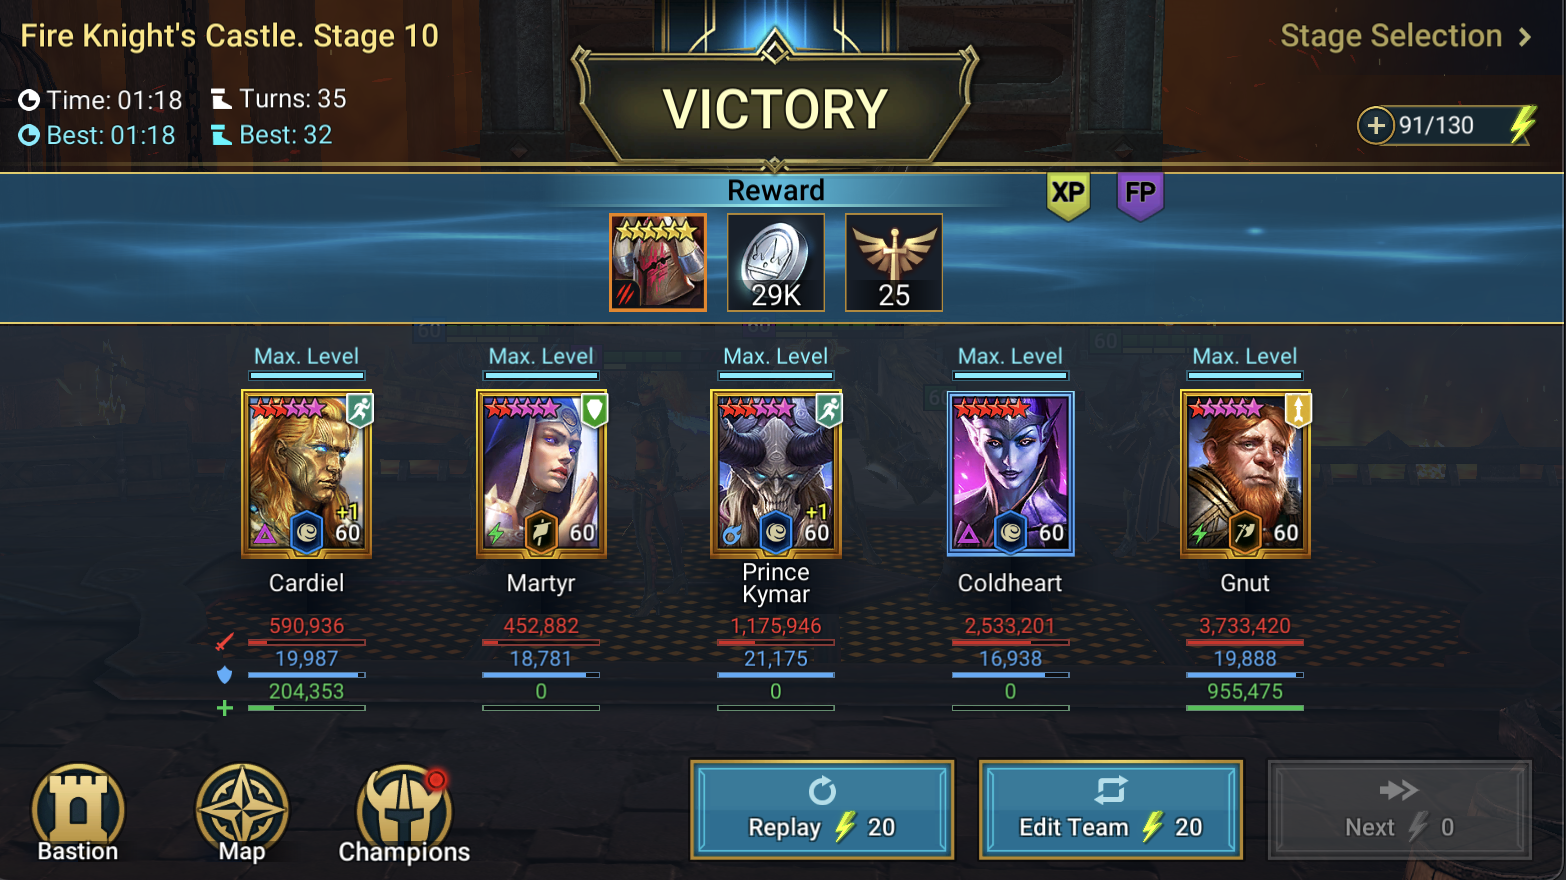 Fire Knight's Castle. Stage 10
Stage Selection
VICTORY
Time: 01:18 Turns: 35
Best: 01:18 Best: 32
91/130
Reward
XP FP
29K 25
Max. Level Max. Level Max. Level Max. Level Max. Level
+1 +1
60 60 60 60 60
Cardiel Martyr Prince Kymar Coldheart Gnut
590,936 452,882 1,175,946 2,533,201 3,733,420
19,987 18,781 21,175 16,938 19,888
204,353 0 0 0 955,475
Replay 20 Edit Team 20 Next 0
Bastion Map Champions